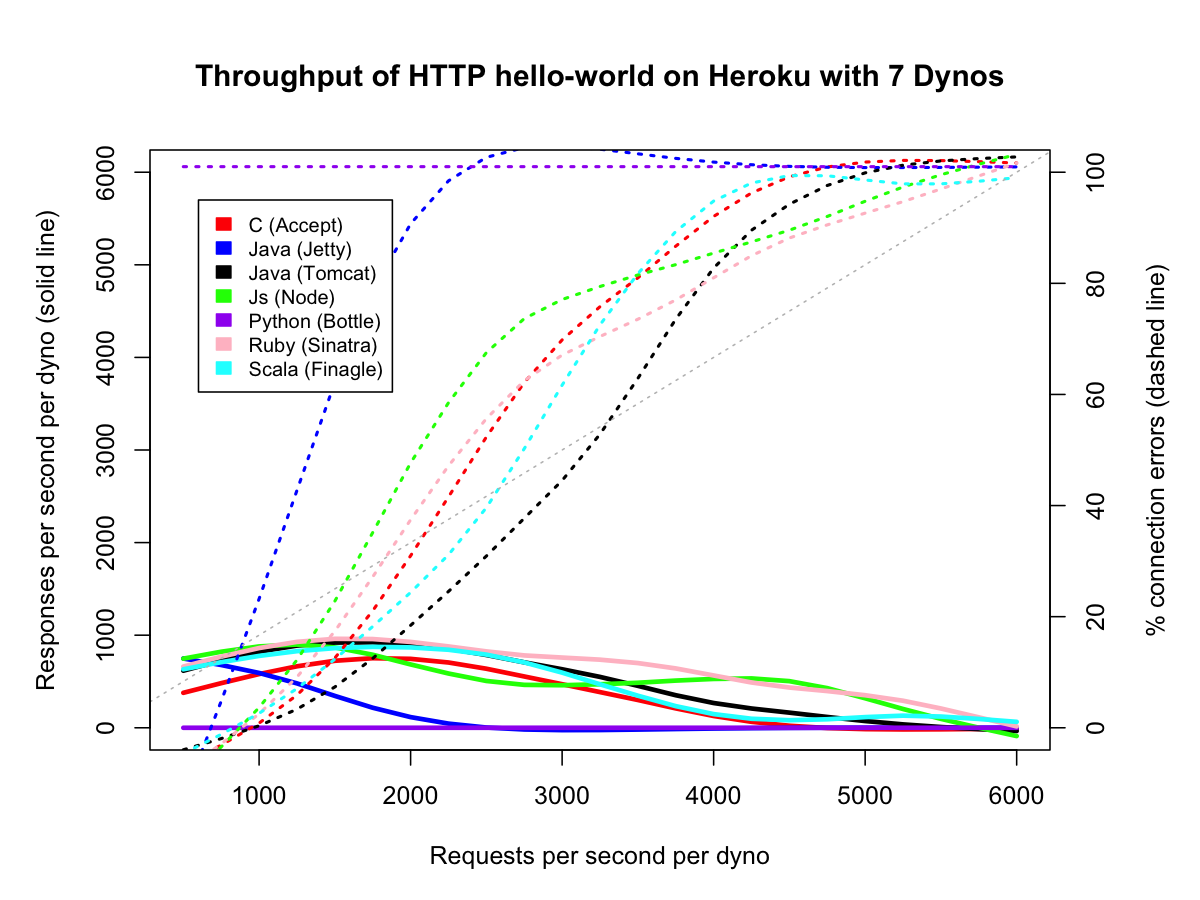 Throughput of HTTP hello-world on Heroku with 7 Dynos
Responses per second per dyno (solid line)
6000
5000
4000
3000
2000
1000
0
C (Accept)
Java (Jetty)
Java (Tomcat)
Js (Node)
Python (Bottle)
Ruby (Sinatra)
Scala (Finagle)
100
80
60
40
20
0
% connection errors (dashed line)
1000 2000 3000 4000 5000 6000
Requests per second per dyno